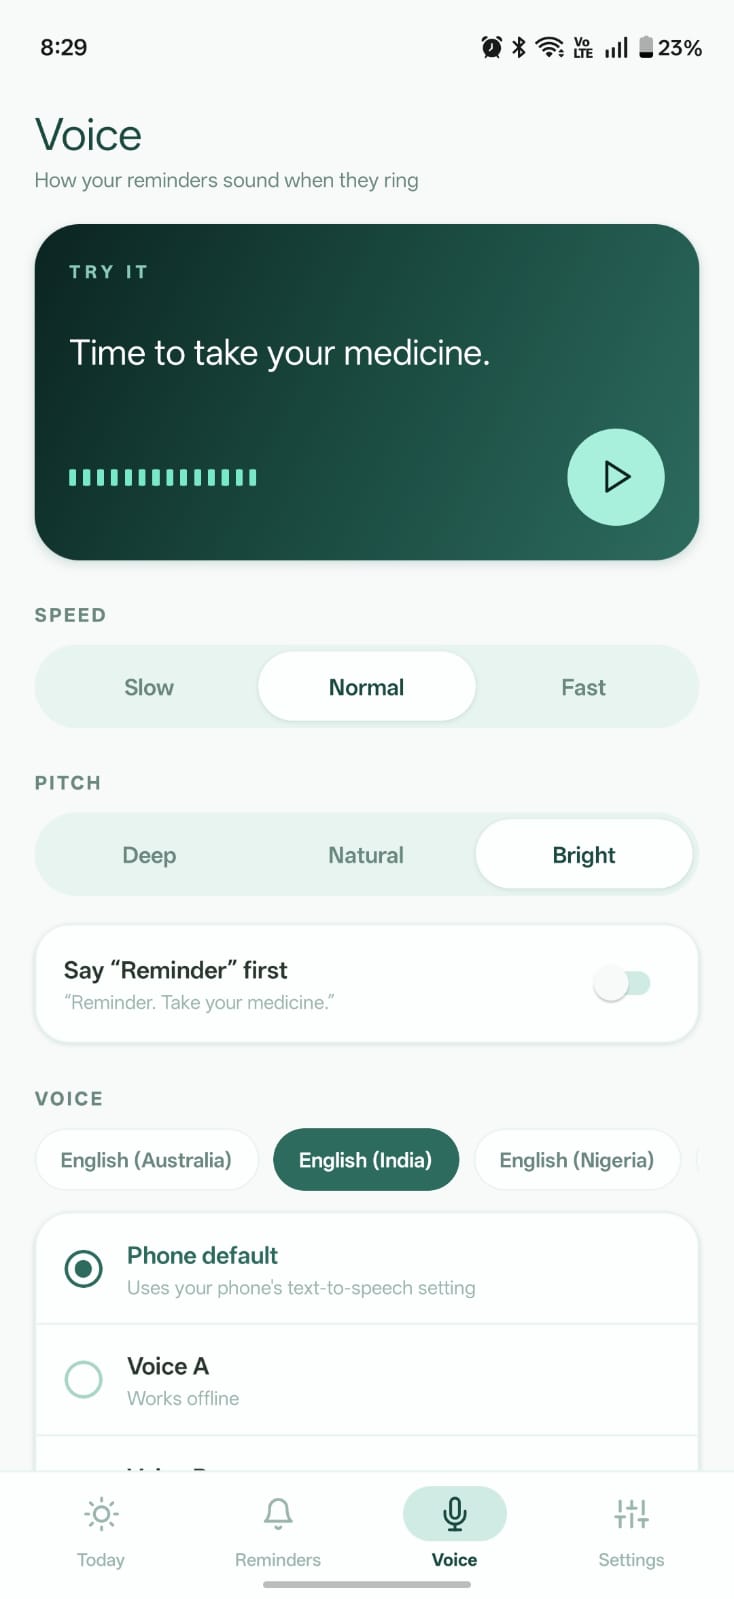 8:29
Vo
LTE
23%
Voice
How your reminders sound when they ring
TRY IT
Time to take your medicine.
SPEED
Slow Normal Fast
PITCH
Deep Natural Bright
Say “Reminder” first
“Reminder. Take your medicine.”
VOICE
English (Australia) English (India) English (Nigeria)
Phone default
Uses your phone's text-to-speech setting
Voice A
Works offline
Today Reminders Voice Settings